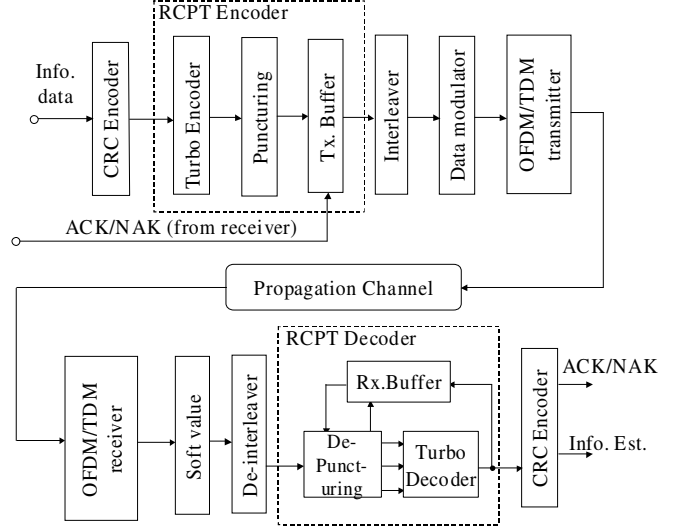 RCPT Encoder
Info.
data
CRC Encoder
Turbo Encoder
Puncturing
Tx. Buffer
Interleaver
Data modulator
OFDM/TDM
transmitter
ACK/NAK (from receiver)
Propagation Channel
RCPT Decoder
OFDM/TDM
receiver
Soft value
De-interleaver
Rx.Buffer
De-
Punct-
uring
Turbo
Decoder
CRC Encoder
ACK/NAK
Info. Est.